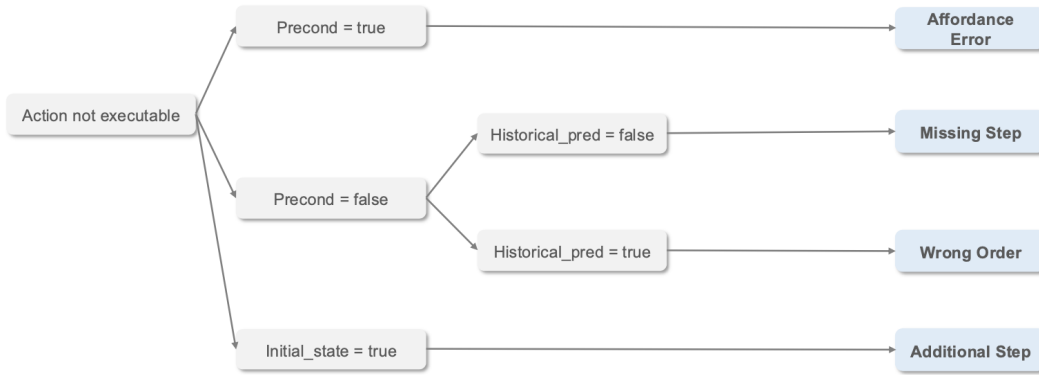 Precond = true
Affordance
Error
Action not executable
Historical_pred = false
Missing Step
Precond = false
Historical_pred = true
Wrong Order
Initial_state = true
Additional Step